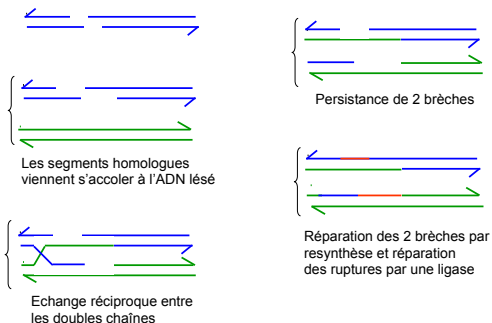 Les segments homologues
viennent s'accoler à l'ADN lésé
Echange réciproque entre
les doubles chaînes
Persistance de 2 brèches
Réparation des 2 brèches par
resynthèse et réparation
des ruptures par une ligase